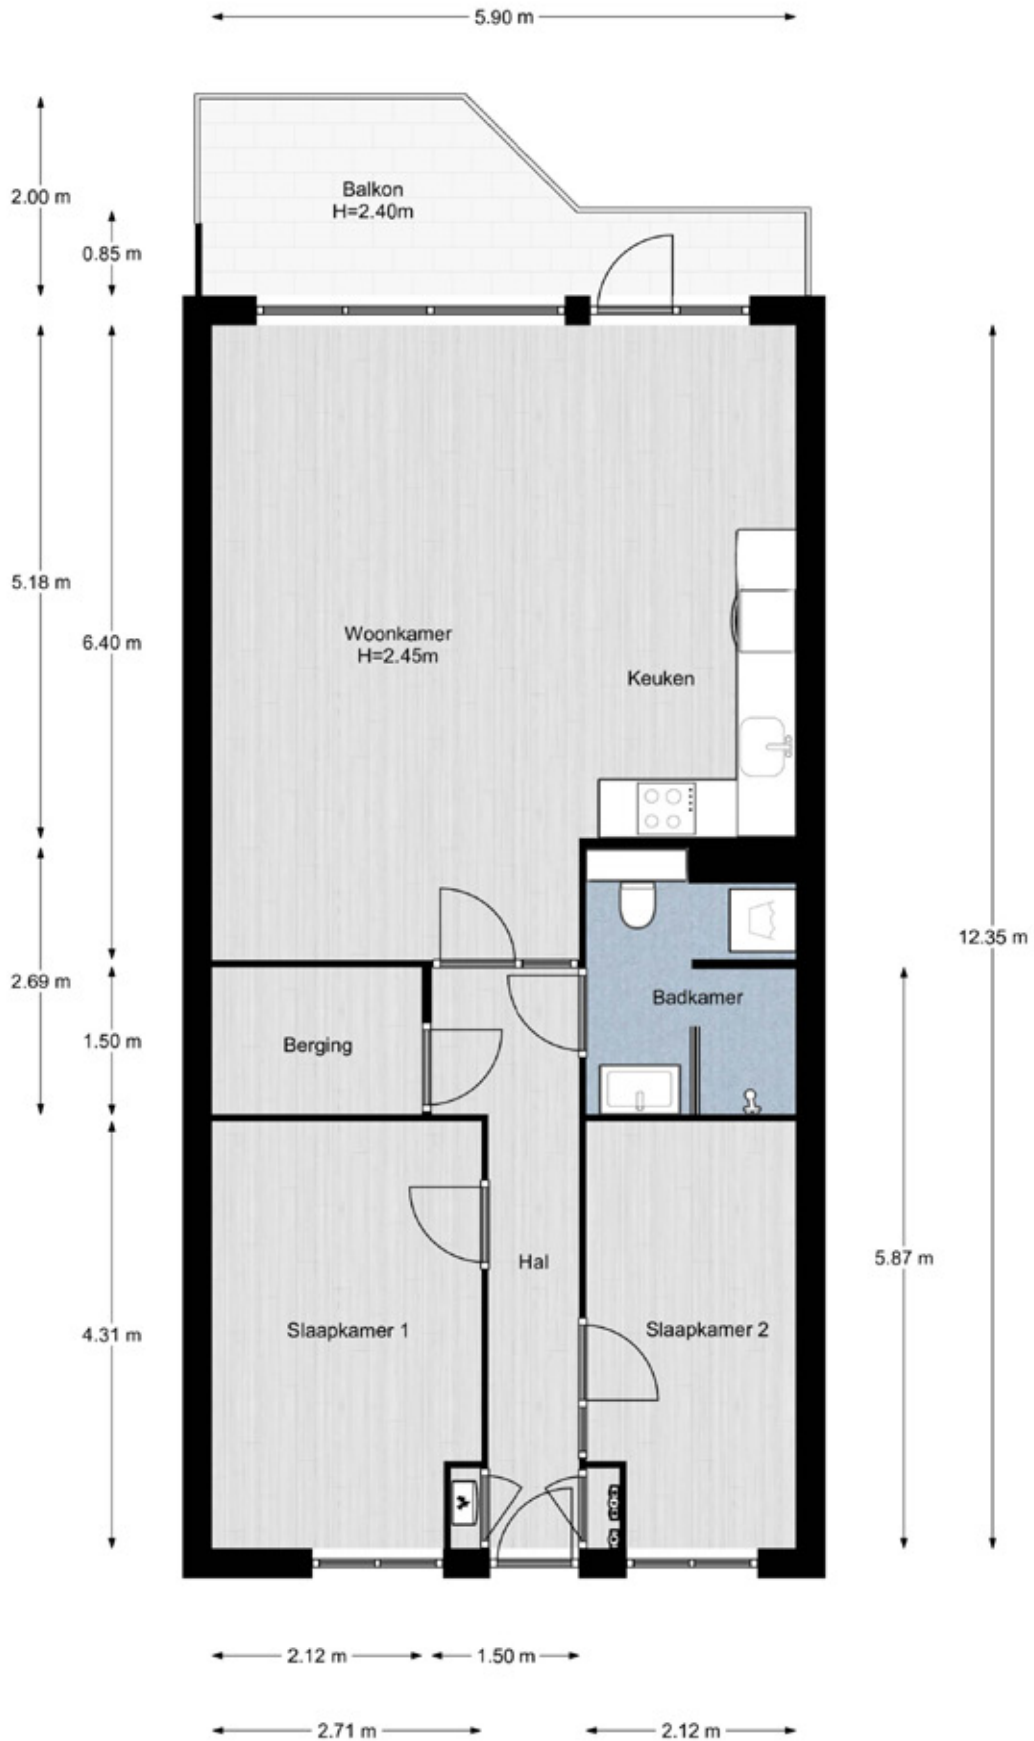 5.90 m
2.00 m
0.85 m
Balkon
H=2.40m
5.18 m
6.40 m
Woonkamer
H=2.45m
Keuken
12.35 m
2.69 m
1.50 m
Berging
Badkamer
5.87 m
4.31 m
Hal
Slaapkamer 1
Slaapkamer 2
2.12 m
1.50 m
2.71 m
2.12 m